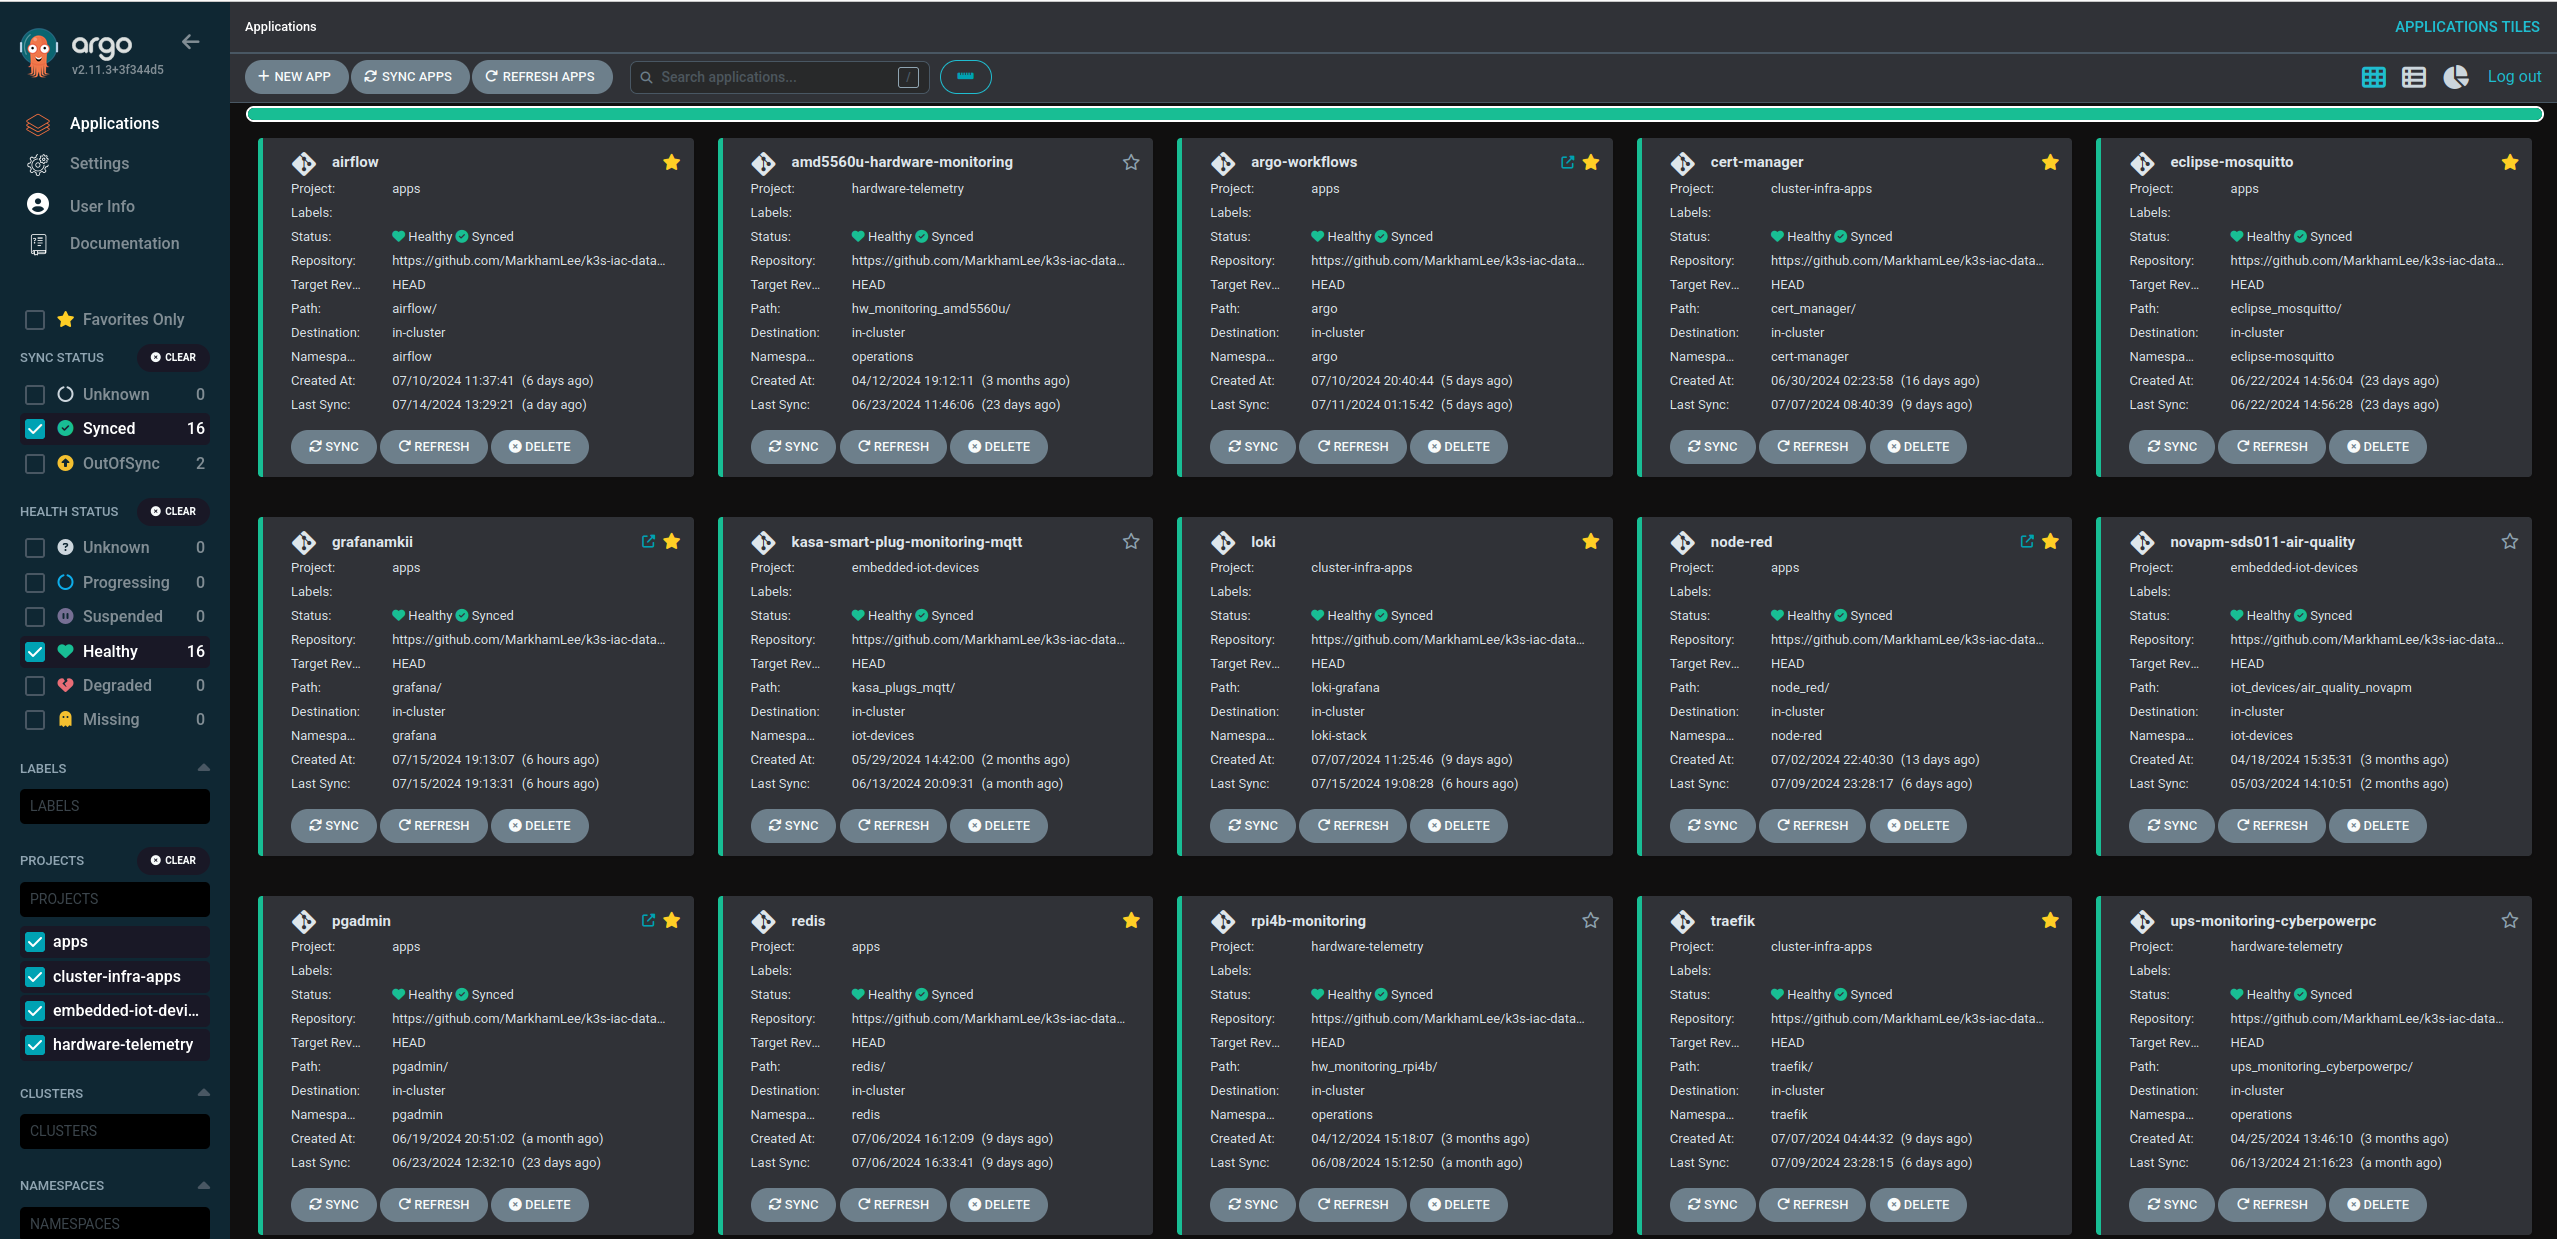 argo
v2.11.3+3f344d5
Applications
Settings
User Info
Documentation
Favorites Only
SYNC STATUS CLEAR
Unknown 0
Synced 16
OutOfSync 2
HEALTH STATUS CLEAR
Unknown 0
Progressing 0
Suspended 0
Healthy 16
Degraded 0
Missing 0
LABELS
LABELS
PROJECTS CLEAR
PROJECTS
apps
cluster-infra-apps
embedded-iot-devi...
hardware-telemetry
CLUSTERS
CLUSTERS
NAMESPACES
NAMESPACES
Applications APPLICATIONS TILES
+ NEW APP SYNC APPS REFRESH APPS Search applications... / Log out
airflow
Project: apps
Labels:
Status: Healthy Synced
Repository: https://github.com/MarkhamLee/k3s-iac-data...
Target Rev... HEAD
Path: airflow/
Destination: in-cluster
Namespa... airflow
Created At: 07/10/2024 11:37:41 (6 days ago)
Last Sync: 07/14/2024 13:29:21 (a day ago)
SYNC REFRESH DELETE
amd5560u-hardware-monitoring
Project: hardware-telemetry
Labels:
Status: Healthy Synced
Repository: https://github.com/MarkhamLee/k3s-iac-data...
Target Rev... HEAD
Path: hw_monitoring_amd5560u/
Destination: in-cluster
Namespa... operations
Created At: 04/12/2024 19:12:11 (3 months ago)
Last Sync: 06/23/2024 11:46:06 (23 days ago)
SYNC REFRESH DELETE
argo-workflows
Project: apps
Labels:
Status: Healthy Synced
Repository: https://github.com/MarkhamLee/k3s-iac-data...
Target Rev... HEAD
Path: argo
Destination: in-cluster
Namespa... argo
Created At: 07/10/2024 20:40:44 (5 days ago)
Last Sync: 07/11/2024 01:15:42 (5 days ago)
SYNC REFRESH DELETE
cert-manager
Project: cluster-infra-apps
Labels:
Status: Healthy Synced
Repository: https://github.com/MarkhamLee/k3s-iac-data...
Target Rev... HEAD
Path: cert_manager/
Destination: in-cluster
Namespa... cert-manager
Created At: 06/30/2024 02:23:58 (16 days ago)
Last Sync: 07/07/2024 08:40:39 (9 days ago)
SYNC REFRESH DELETE
eclipse-mosquitto
Project: apps
Labels:
Status: Healthy Synced
Repository: https://github.com/MarkhamLee/k3s-iac-data...
Target Rev... HEAD
Path: eclipse_mosquitto/
Destination: in-cluster
Namespa... eclipse-mosquitto
Created At: 06/22/2024 14:56:04 (23 days ago)
Last Sync: 06/22/2024 14:56:28 (23 days ago)
SYNC REFRESH DELETE
grafanamkii
Project: apps
Labels:
Status: Healthy Synced
Repository: https://github.com/MarkhamLee/k3s-iac-data...
Target Rev... HEAD
Path: grafana/
Destination: in-cluster
Namespa... grafana
Created At: 07/15/2024 19:13:07 (6 hours ago)
Last Sync: 07/15/2024 19:13:31 (6 hours ago)
SYNC REFRESH DELETE
kasa-smart-plug-monitoring-mqtt
Project: embedded-iot-devices
Labels:
Status: Healthy Synced
Repository: https://github.com/MarkhamLee/k3s-iac-data...
Target Rev... HEAD
Path: kasa_plugs_mqtt/
Destination: in-cluster
Namespa... iot-devices
Created At: 05/29/2024 14:42:00 (2 months ago)
Last Sync: 06/13/2024 20:09:31 (a month ago)
SYNC REFRESH DELETE
loki
Project: cluster-infra-apps
Labels:
Status: Healthy Synced
Repository: https://github.com/MarkhamLee/k3s-iac-data...
Target Rev... HEAD
Path: loki-grafana
Destination: in-cluster
Namespa... loki-stack
Created At: 07/07/2024 11:25:46 (9 days ago)
Last Sync: 07/15/2024 19:08:28 (6 hours ago)
SYNC REFRESH DELETE
node-red
Project: apps
Labels:
Status: Healthy Synced
Repository: https://github.com/MarkhamLee/k3s-iac-data...
Target Rev... HEAD
Path: node_red/
Destination: in-cluster
Namespa... node-red
Created At: 07/02/2024 22:40:30 (13 days ago)
Last Sync: 07/09/2024 23:28:17 (6 days ago)
SYNC REFRESH DELETE
novapm-sds011-air-quality
Project: embedded-iot-devices
Labels:
Status: Healthy Synced
Repository: https://github.com/MarkhamLee/k3s-iac-data...
Target Rev... HEAD
Path: iot_devices/air_quality_novapm
Destination: in-cluster
Namespa... iot-devices
Created At: 04/18/2024 15:35:31 (3 months ago)
Last Sync: 05/03/2024 14:10:51 (2 months ago)
SYNC REFRESH DELETE
pgadmin
Project: apps
Labels:
Status: Healthy Synced
Repository: https://github.com/MarkhamLee/k3s-iac-data...
Target Rev... HEAD
Path: pgadmin/
Destination: in-cluster
Namespa... pgadmin
Created At: 06/19/2024 20:51:02 (a month ago)
Last Sync: 06/23/2024 12:32:10 (23 days ago)
SYNC REFRESH DELETE
redis
Project: apps
Labels:
Status: Healthy Synced
Repository: https://github.com/MarkhamLee/k3s-iac-data...
Target Rev... HEAD
Path: redis/
Destination: in-cluster
Namespa... redis
Created At: 07/06/2024 16:12:09 (9 days ago)
Last Sync: 07/06/2024 16:33:41 (9 days ago)
SYNC REFRESH DELETE
rpi4b-monitoring
Project: hardware-telemetry
Labels:
Status: Healthy Synced
Repository: https://github.com/MarkhamLee/k3s-iac-data...
Target Rev... HEAD
Path: hw_monitoring_rpi4b/
Destination: in-cluster
Namespa... operations
Created At: 04/12/2024 15:18:07 (3 months ago)
Last Sync: 06/08/2024 15:12:50 (a month ago)
SYNC REFRESH DELETE
traefik
Project: cluster-infra-apps
Labels:
Status: Healthy Synced
Repository: https://github.com/MarkhamLee/k3s-iac-data...
Target Rev... HEAD
Path: traefik/
Destination: in-cluster
Namespa... traefik
Created At: 07/07/2024 04:44:32 (9 days ago)
Last Sync: 07/09/2024 23:28:15 (6 days ago)
SYNC REFRESH DELETE
ups-monitoring-cyberpowerpc
Project: hardware-telemetry
Labels:
Status: Healthy Synced
Repository: https://github.com/MarkhamLee/k3s-iac-data...
Target Rev... HEAD
Path: ups_monitoring_cyberpowerpc/
Destination: in-cluster
Namespa... operations
Created At: 04/25/2024 13:46:10 (3 months ago)
Last Sync: 06/13/2024 21:16:23 (a month ago)
SYNC REFRESH DELETE